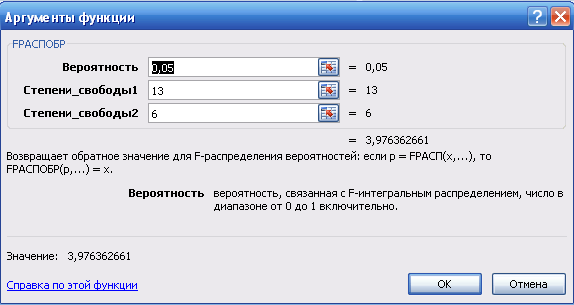 Аргументы функции
FРАСПОБР
Вероятность 0,05 = 0,05
Степени_свободы1 13 = 13
Степени_свободы2 6 = 6
= 3,976362661
Возвращает обратное значение для F-распределения вероятностей: если p = FРАСП(x,...), то
FРАСПОБР(p,...) = x.
Вероятность вероятность, связанная с F-интегральным распределением, число в
диапазоне от 0 до 1 включительно.
Значение: 3,976362661
Справка по этой функции
OK
Отмена